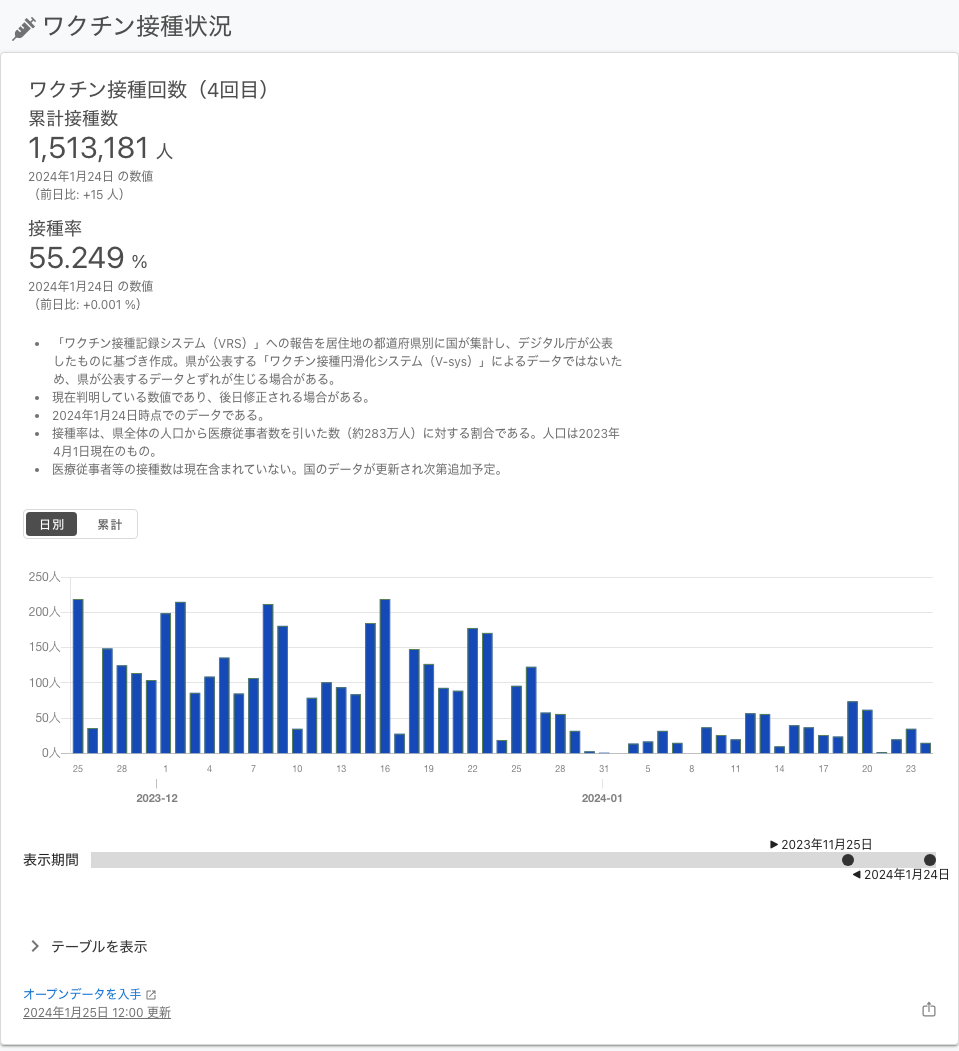 ワクチン接種状況
ワクチン接種回数（4回目）
累計接種数
1,513,181 人
2024年1月24日 の数値
（前日比: +15 人）
接種率
55.249 %
2024年1月24日 の数値
（前日比: +0.001 %）
「ワクチン接種記録システム（VRS）」への報告を居住地の都道府県別に国が集計し、デジタル庁が公表
したものに基づき作成。県が公表する「ワクチン接種円滑化システム（V-sys）」によるデータではないた
め、県が公表するデータとずれが生じる場合がある。
現在判明している数値であり、後日修正される場合がある。
2024年1月24日時点でのデータである。
接種率は、県全体の人口から医療従事者数を引いた数（約283万人）に対する割合である。人口は2023年
4月1日現在のもの。
医療従事者等の接種数は現在含まれていない。国のデータが更新され次第追加予定。
日別 累計
250人
200人
150人
100人
50人
0人
25 28 1 4 7 10 13 16 19 22 25 28 31 5 8 11 14 17 20 23
2023-12 2024-01
▶ 2023年11月25日
表示期間
◀ 2024年1月24日
テーブルを表示
オープンデータを入手
2024年1月25日 12:00 更新